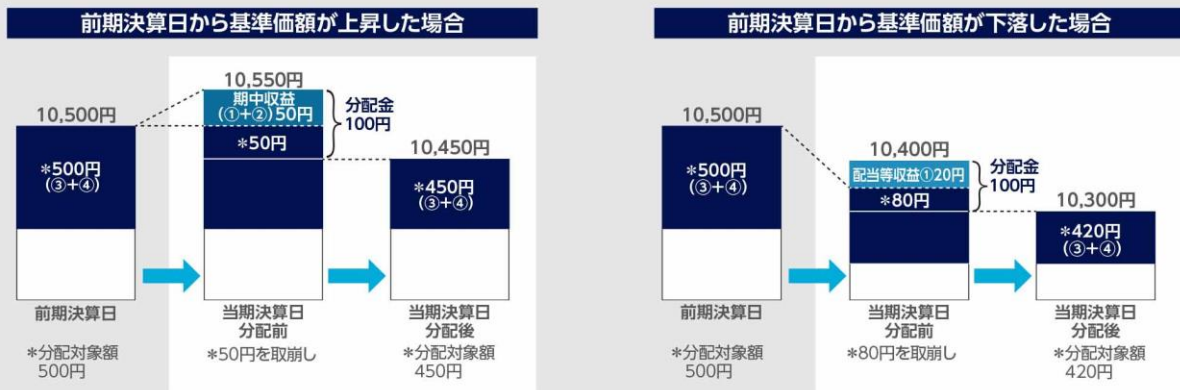 前期決算日から基準価額が上昇した場合
10,500円
*500円
(③+④)
前期決算日
*分配対象額
500円
10,550円
期中収益
(①+②)50円
*50円
分配金
100円
当期決算日
分配前
*50円を取崩し
10,450円
*450円
(③+④)
当期決算日
分配後
*分配対象額
450円
前期決算日から基準価額が下落した場合
10,500円
*500円
(③+④)
前期決算日
*分配対象額
500円
10,400円
配当等収益①20円
*80円
分配金
100円
当期決算日
分配前
*80円を取崩し
10,300円
*420円
(③+④)
当期決算日
分配後
*分配対象額
420円